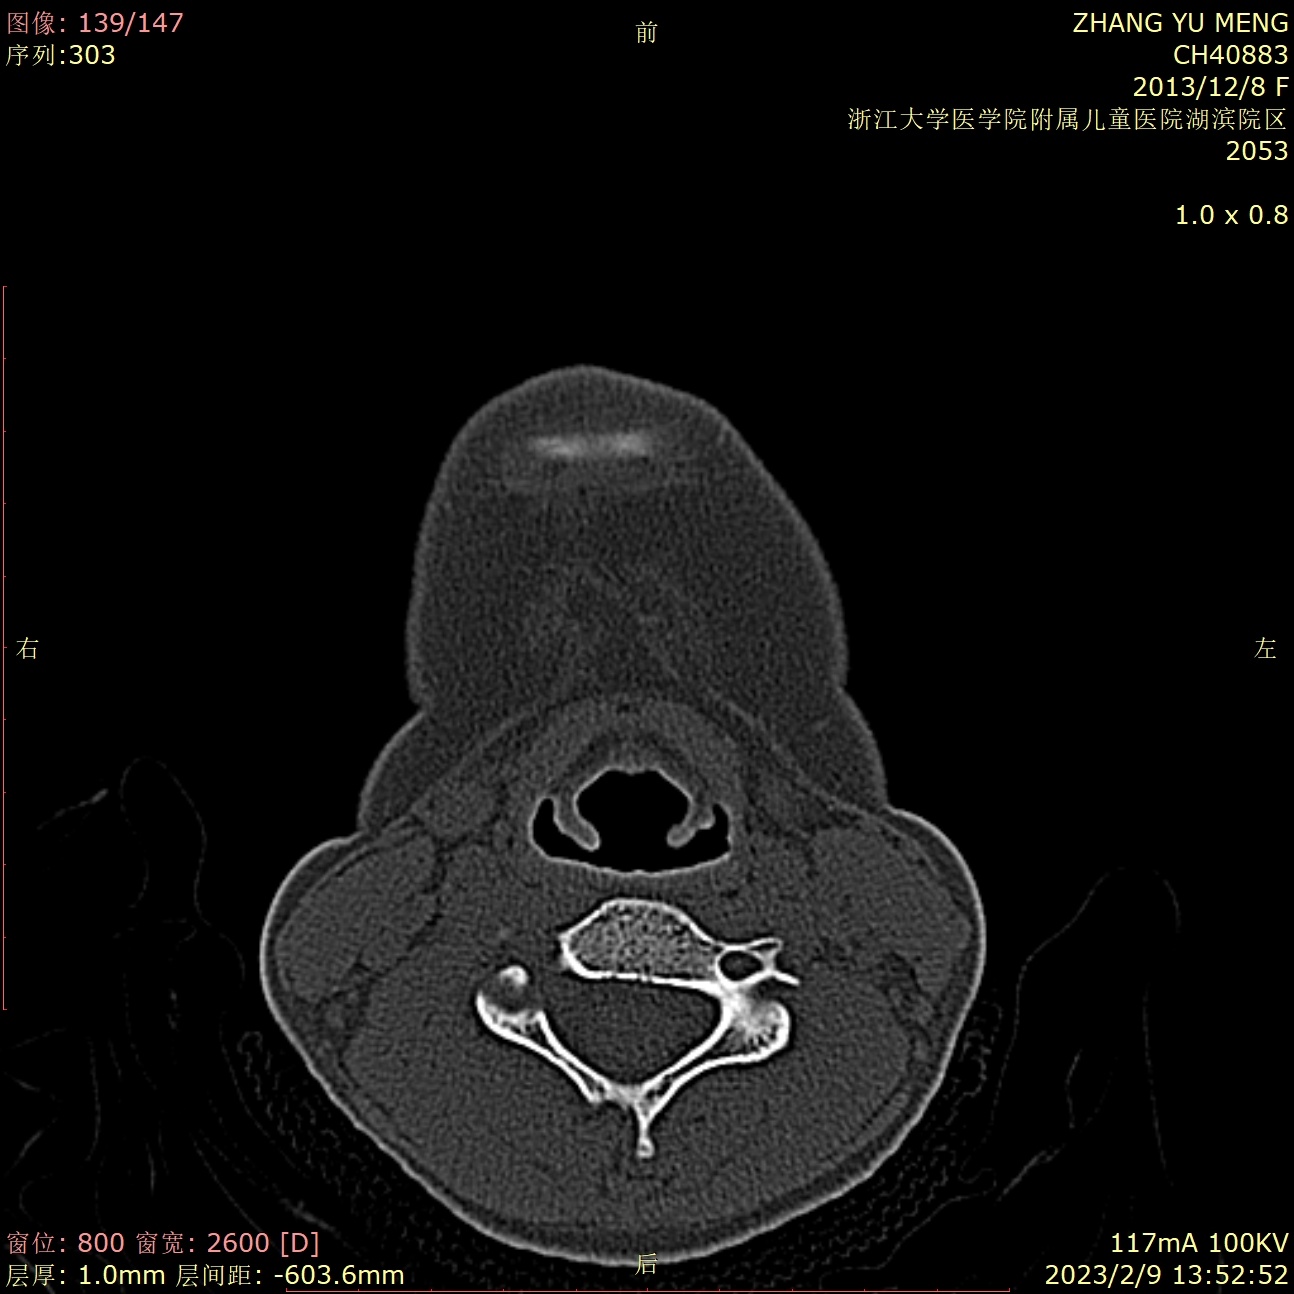 图像: 139/147
序列:303
前
ZHANG YU MENG
CH40883
2013/12/8 F
浙江大学医学院附属儿童医院湖滨院区
2053
1.0 x 0.8
右
左
窗位: 800 窗宽: 2600 [D]
层厚: 1.0mm 层间距: -603.6mm
后
117mA 100KV
2023/2/9 13:52:52